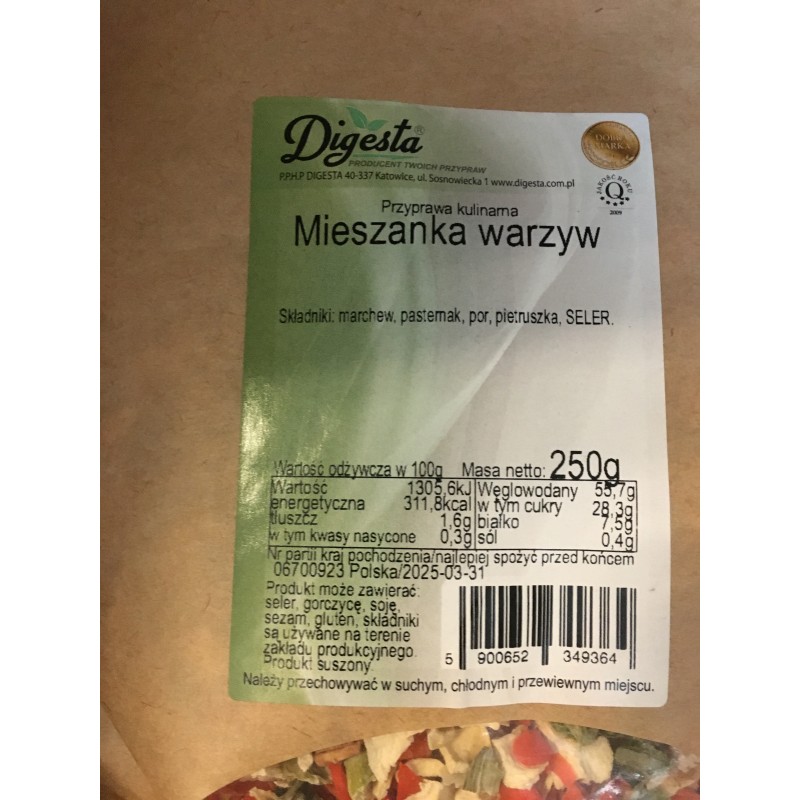 Digesta®
PRODUCENT TWOICH PRZYPRAW
P.P.H.P DIGESTA 40-337 Katowice, ul. Sosnowiecka 1 www.digesta.com.pl
DOBRA MARKA
JAKOŚĆ ROKU
Q
2009
Przyprawa kulinarna
Mieszanka warzyw
Składniki: marchew, pasternak, por, pietruszka, SELER.
Wartość odżywcza w 100g Masa netto: 250g
Wartość 1305,6kJ Węglowodany 55,7g
energetyczna 311,8kcal w tym cukry 28,3g
tłuszcz 1,6g białko 7,5g
w tym kwasy nasycone 0,3g sól 0,4g
Nr partii kraj pochodzenia/najlepiej spożyć przed końcem
06700923 Polska/2025-03-31
Produkt może zawierać:
seler, gorczycę, soję,
sezam, gluten, składniki
są używane na terenie
zakładu produkcyjnego.
Produkt suszony.
5 900652 349364
Należy przechowywać w suchym, chłodnym i przewiewnym miejscu.